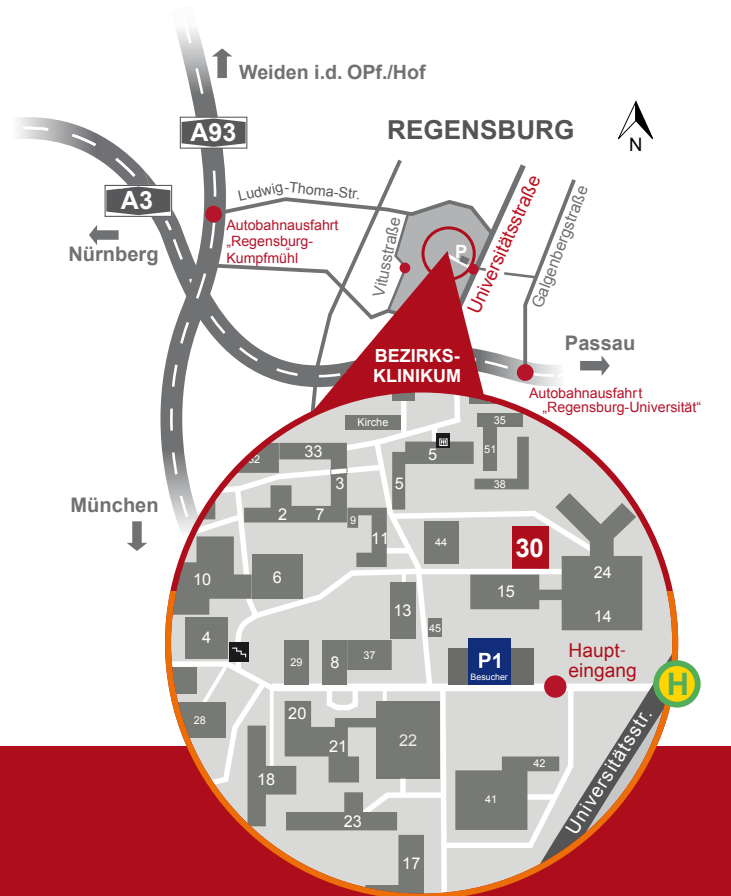 Weiden i.d. OPf./Hof
A93
REGENSBURG
N
A3
Ludwig-Thoma-Str.
Nürnberg
Autobahnausfahrt
„Regensburg-
Kumpfmühl
Vitusstraße
P
Universitätsstraße
Galgenbergstraße
Passau
BEZIRKS-
KLINIKUM
Autobahnausfahrt
„Regensburg-Universität“
München
Kirche
35
33
5
51
32
3
5
38
2
7
9
11
44
30
24
10
6
15
14
13
4
45
29
8
37
P1
Besucher
Haupt-
eingang
H
28
20
21
22
18
42
41
23
17
Universitätsstr.